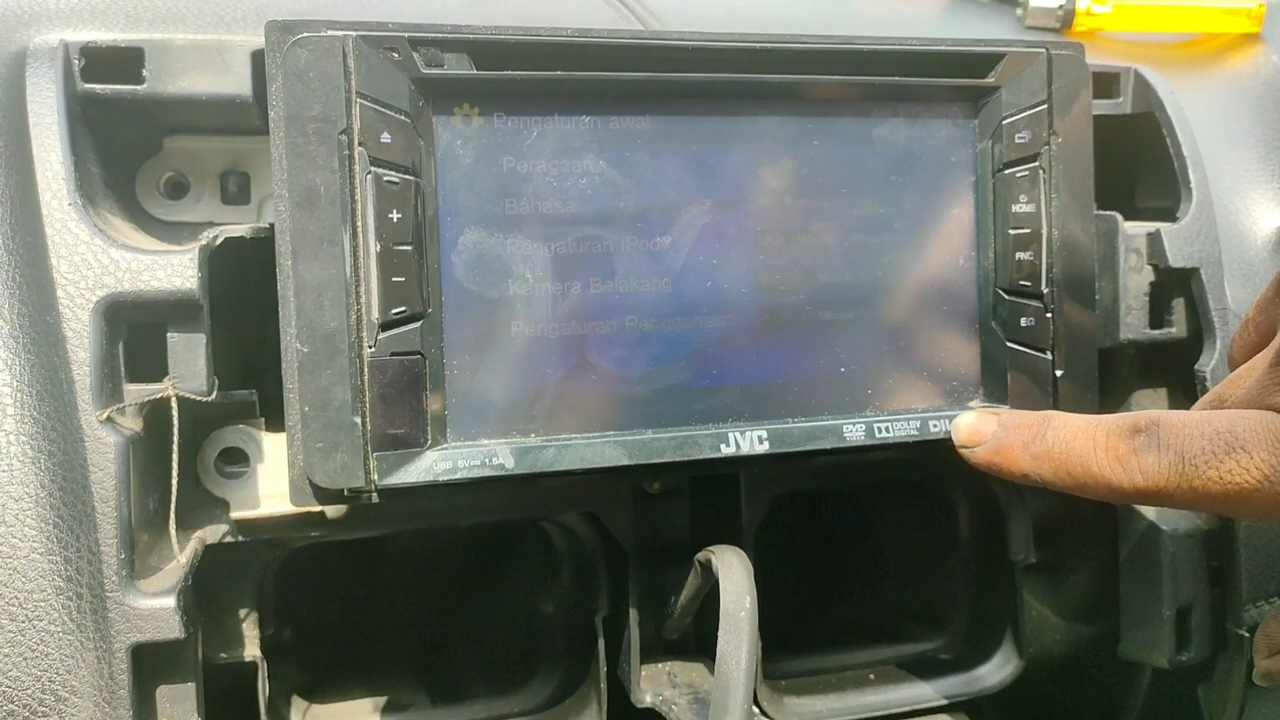 Pengaturan awal
Peragaan
Bahasa
Pengaturan iPod
Kamera Belakang
Pengaturan Penggunaan
+
HOME
FNC
EQ
−
USB 5V 1.5A
JVC
DVD
VIDEO
DOLBY
DIGITAL